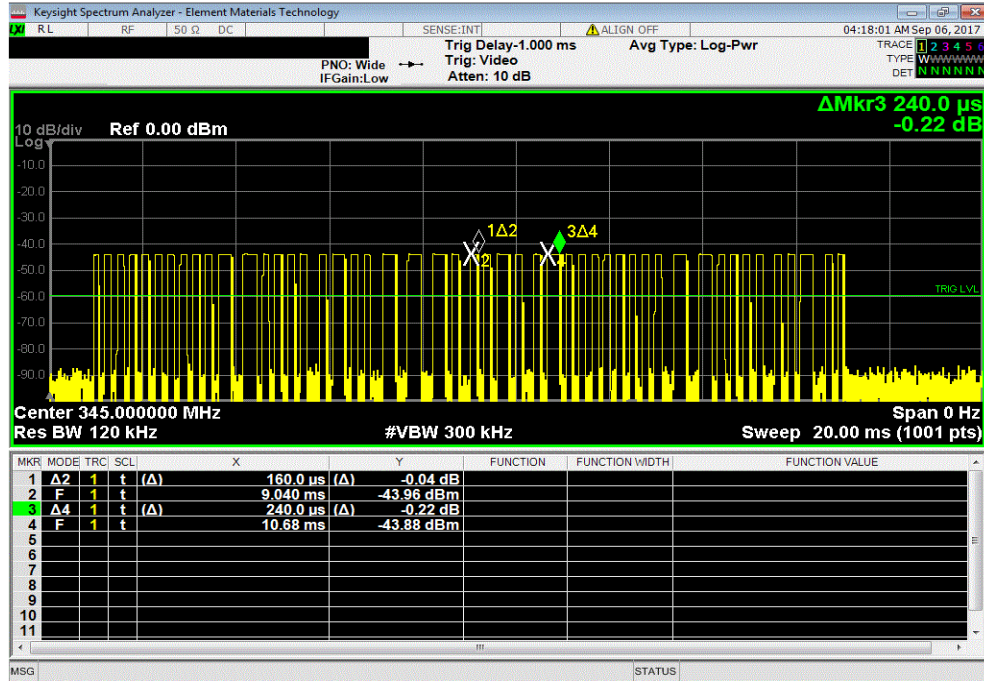 Keysight Spectrum Analyzer - Element Materials Technology
LXI RL RF 50 Ω DC SENSE:INT ALIGN OFF 04:18:01 AM Sep 06, 2017
Trig Delay-1.000 ms Avg Type: Log-Pwr TRACE 1 2 3 4 5 6
PNO: Wide Trig: Video TYPE WWWWWW
IFGain:Low Atten: 10 dB DET N N N N N N
ΔMkr3 240.0 µs
10 dB/div Ref 0.00 dBm -0.22 dB
Log
-10.0
-20.0
-30.0
1Δ2 3Δ4
-40.0
2 4
-50.0
-60.0 TRIG LVL
-70.0
-80.0
-90.0
Center 345.000000 MHz Span 0 Hz
Res BW 120 kHz #VBW 300 kHz Sweep 20.00 ms (1001 pts)
MKR MODE TRC SCL X Y FUNCTION FUNCTION WIDTH FUNCTION VALUE
1 Δ2 1 t (Δ) 160.0 µs (Δ) -0.04 dB
2 F 1 t 9.040 ms -43.96 dBm
3 Δ4 1 t (Δ) 240.0 µs (Δ) -0.22 dB
4 F 1 t 10.68 ms -43.88 dBm
5
6
7
8
9
10
11
MSG STATUS